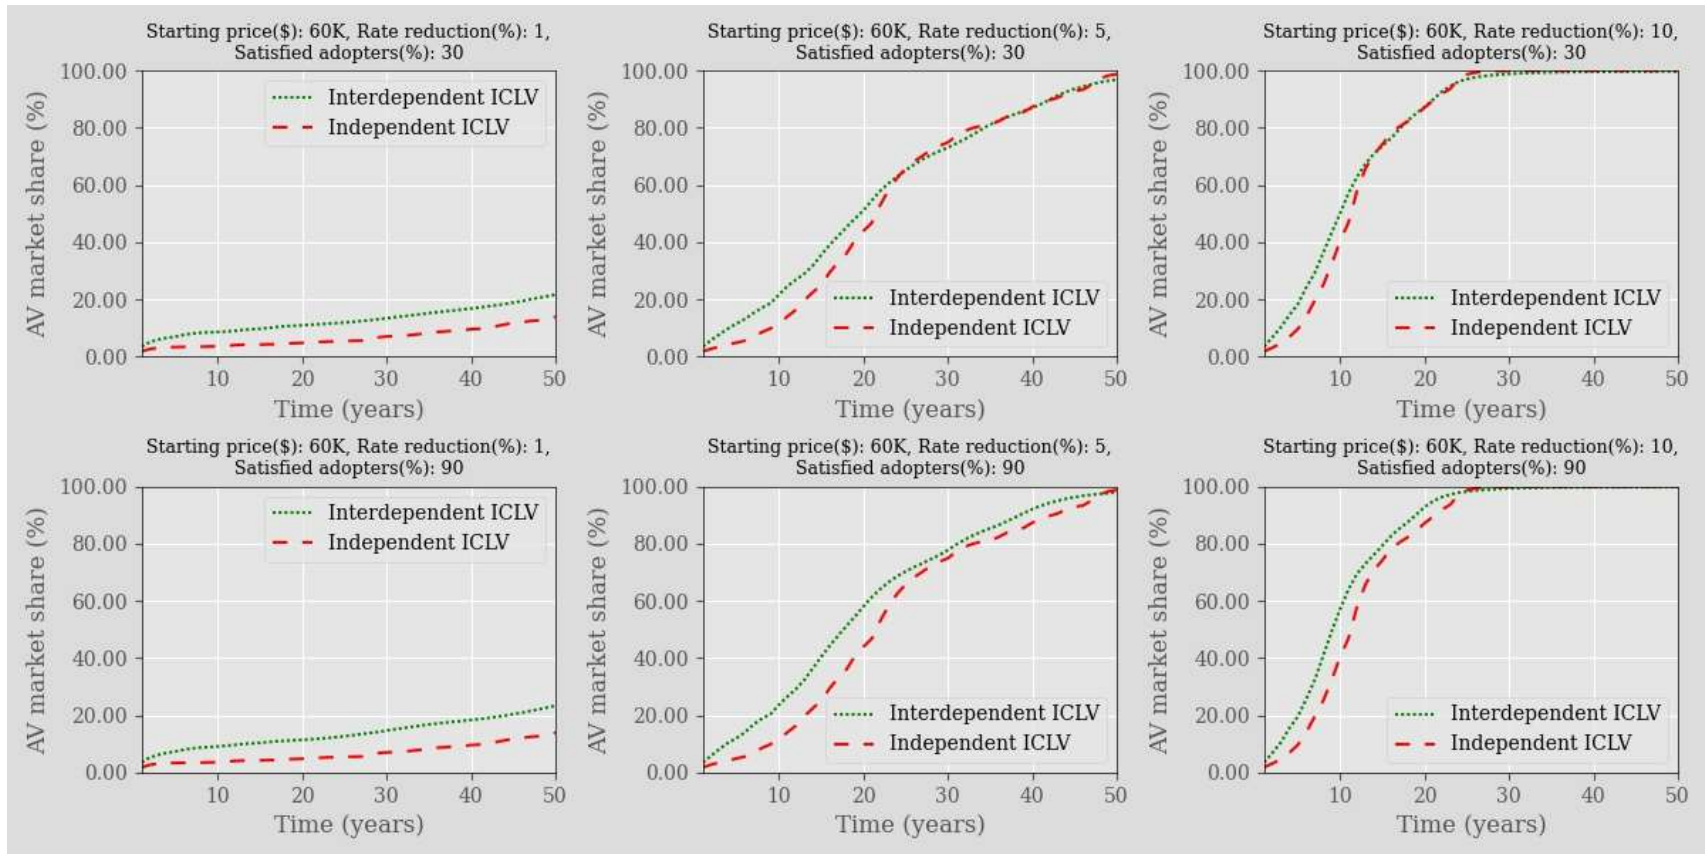 Starting price($): 60K, Rate reduction(%): 1,
Satisfied adopters(%): 30
100.00
80.00
60.00
40.00
20.00
0.00
AV market share (%)
Interdependent ICLV
Independent ICLV
10 20 30 40 50
Time (years)
Starting price($): 60K, Rate reduction(%): 5,
Satisfied adopters(%): 30
100.00
80.00
60.00
40.00
20.00
0.00
AV market share (%)
Interdependent ICLV
Independent ICLV
10 20 30 40 50
Time (years)
Starting price($): 60K, Rate reduction(%): 10,
Satisfied adopters(%): 30
100.00
80.00
60.00
40.00
20.00
0.00
AV market share (%)
Interdependent ICLV
Independent ICLV
10 20 30 40 50
Time (years)
Starting price($): 60K, Rate reduction(%): 1,
Satisfied adopters(%): 90
100.00
80.00
60.00
40.00
20.00
0.00
AV market share (%)
Interdependent ICLV
Independent ICLV
10 20 30 40 50
Time (years)
Starting price($): 60K, Rate reduction(%): 5,
Satisfied adopters(%): 90
100.00
80.00
60.00
40.00
20.00
0.00
AV market share (%)
Interdependent ICLV
Independent ICLV
10 20 30 40 50
Time (years)
Starting price($): 60K, Rate reduction(%): 10,
Satisfied adopters(%): 90
100.00
80.00
60.00
40.00
20.00
0.00
AV market share (%)
Interdependent ICLV
Independent ICLV
10 20 30 40 50
Time (years)